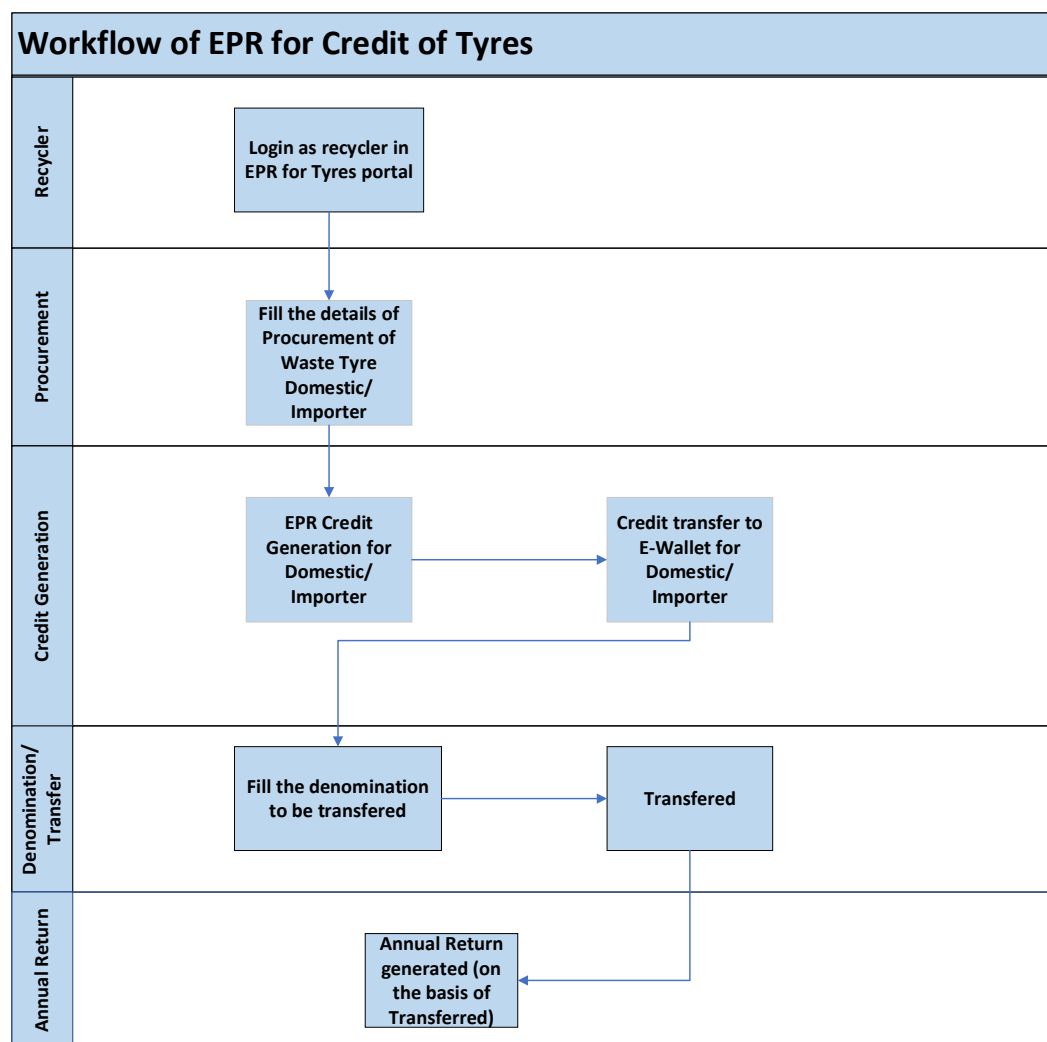 Workflow of EPR for Credit of Tyres
Recycler
Login as recycler in
EPR for Tyres portal
Procurement
Fill the details of
Procurement of
Waste Tyre
Domestic/
Importer
Credit Generation
EPR Credit
Generation for
Domestic/
Importer
Credit transfer to
E-Wallet for
Domestic/
Importer
Denomination/
Transfer
Fill the denomination
to be transfered
Transfered
Annual Return
Annual Return
generated (on
the basis of
Transferred)